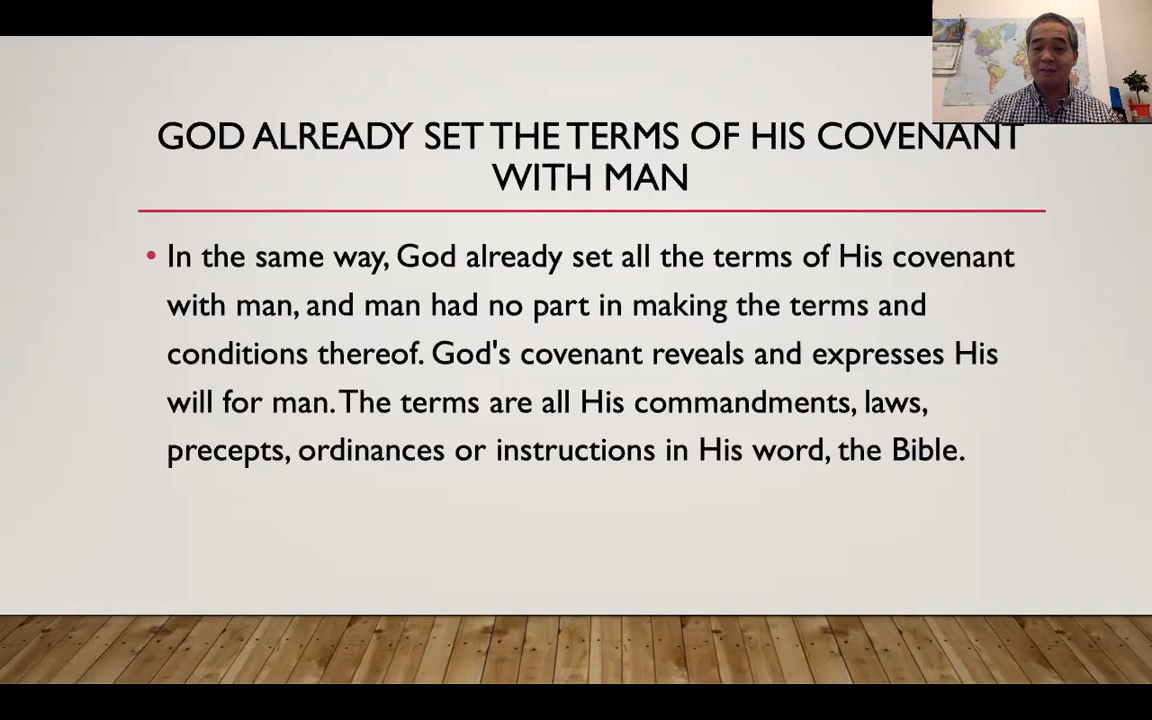 GOD ALREADY SET THE TERMS OF HIS COVENANT
WITH MAN
• In the same way, God already set all the terms of His covenant
with man, and man had no part in making the terms and
conditions thereof. God's covenant reveals and expresses His
will for man. The terms are all His commandments, laws,
precepts, ordinances or instructions in His word, the Bible.